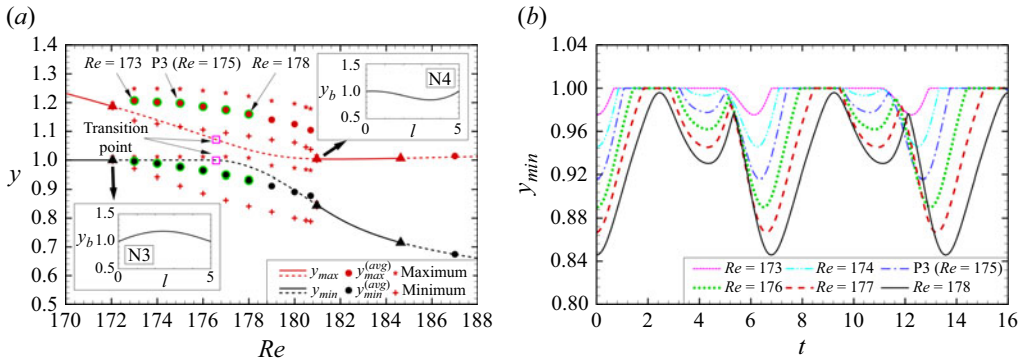 (a)
1.4
1.3
1.2
1.1
1.0
0.9
0.8
0.7
0.6
0.5
y
170 172 174 176 178 180 182 184 186 188
Re
Re = 173
P3 (Re = 175)
Re = 178
Transition
point
N4
1.5
1.0
0.5
y_b
0 l 5
N3
1.5
1.0
0.5
y_b
0 l 5
y_max y_max^(avg) Maximum
y_min y_min^(avg) Minimum
(b)
1.04
1.00
0.96
0.92
0.88
0.84
0.80
y_min
0 2 4 6 8 10 12 14 16
t
Re = 173 Re = 174 P3 (Re = 175)
Re = 176 Re = 177 Re = 178